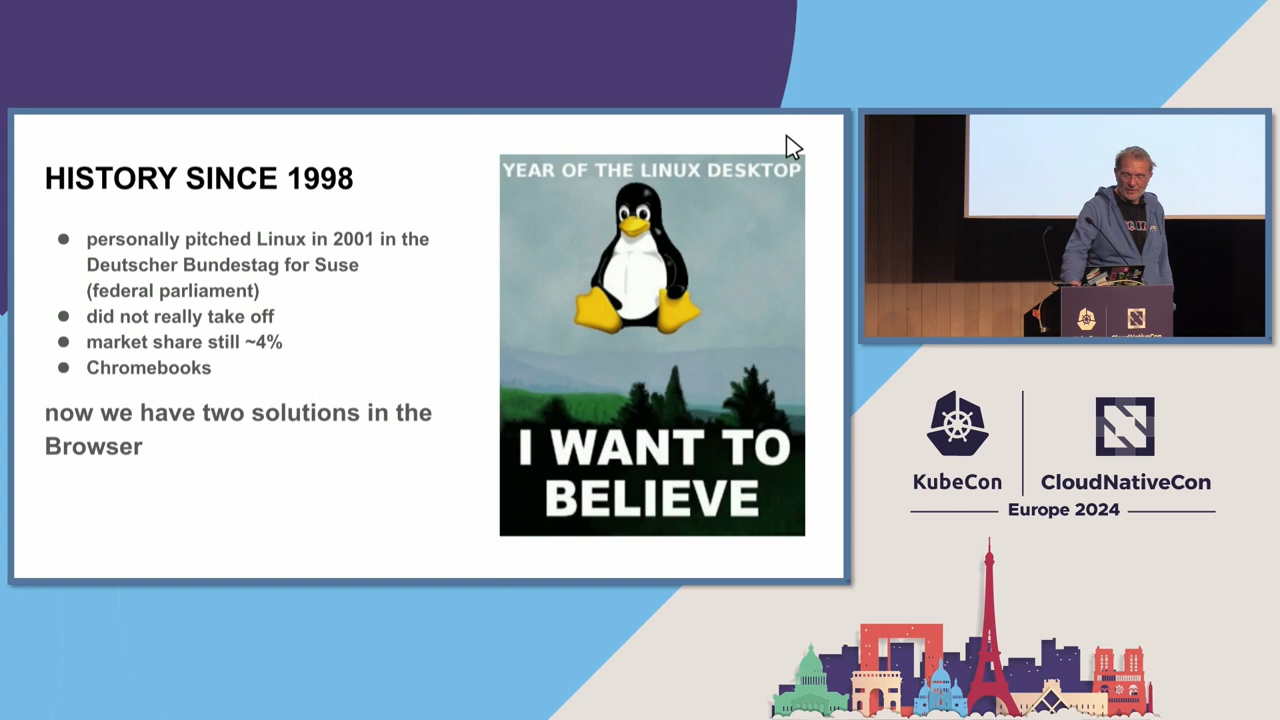 HISTORY SINCE 1998
● personally pitched Linux in 2001 in the
Deutscher Bundestag for Suse
(federal parliament)
● did not really take off
● market share still ~4%
● Chromebooks
now we have two solutions in the
Browser
YEAR OF THE LINUX DESKTOP
I WANT TO
BELIEVE
KubeCon
CloudNativeCon
Europe 2024